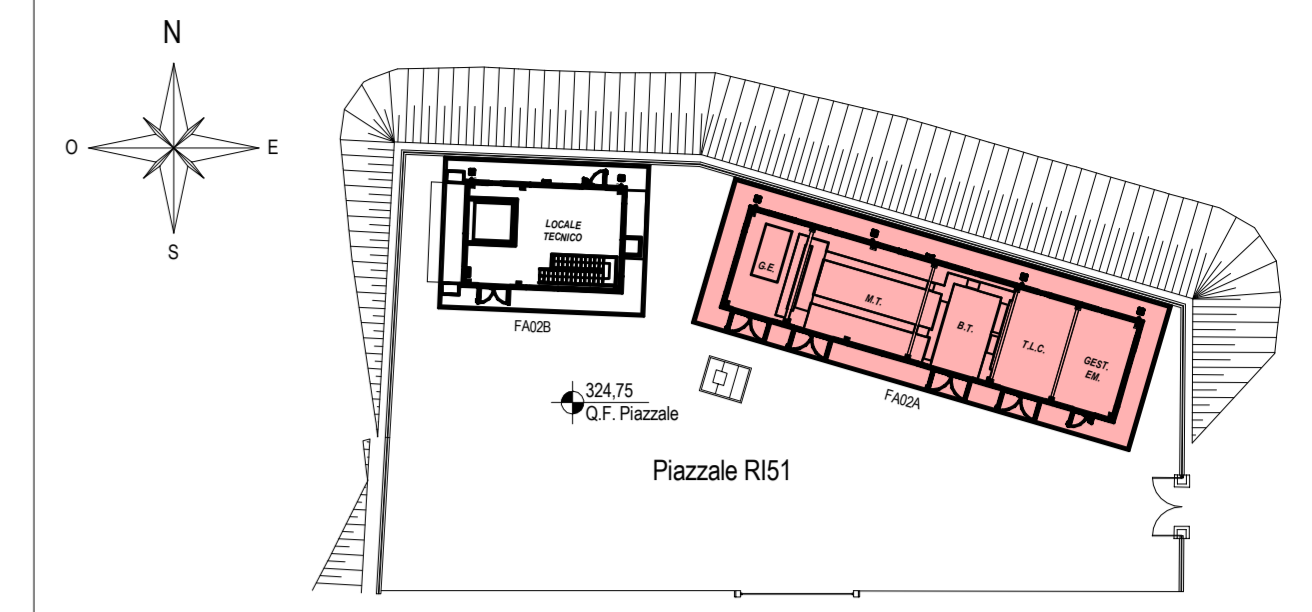 N
O
E
S
LOCALE
TECNICO
FA02B
G.E.
M.T.
B.T.
T.L.C.
GEST.
EM.
FA02A
324,75
Q.F. Piazzale
Piazzale RI51